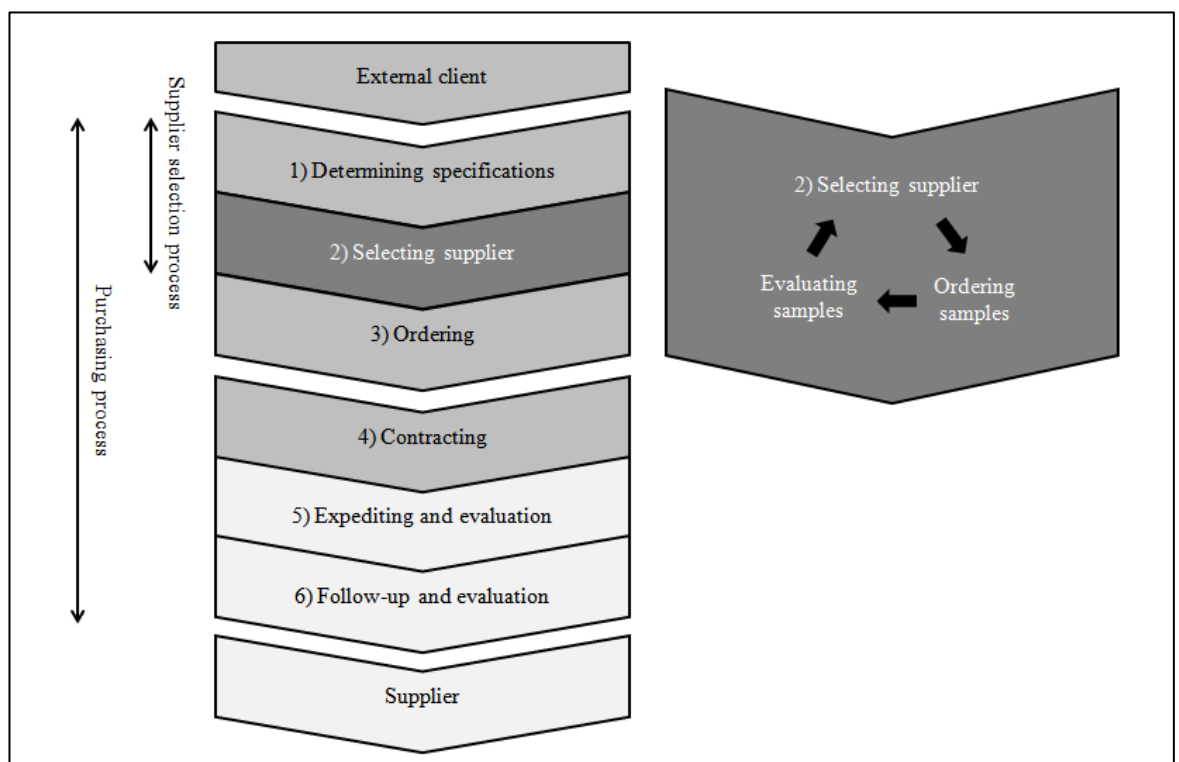 External client
Supplier selection process
Purchasing process
1) Determining specifications
2) Selecting supplier
3) Ordering
4) Contracting
5) Expediting and evaluation
6) Follow-up and evaluation
Supplier
2) Selecting supplier
Evaluating
samples
Ordering
samples